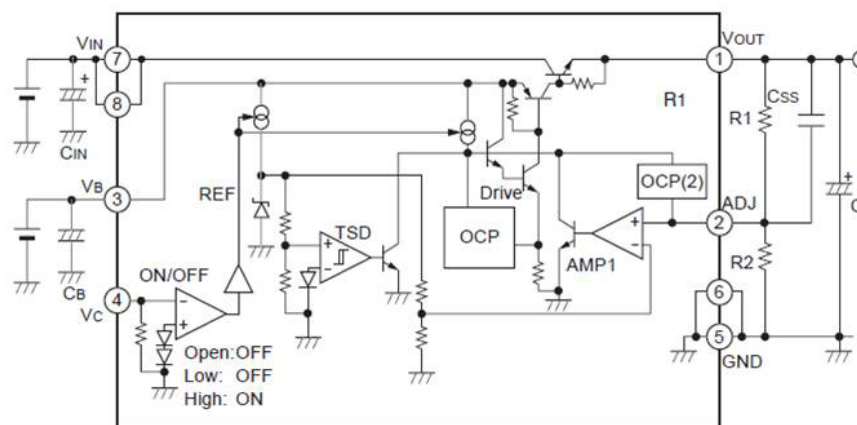 VIN 7 1 VOUT
8
CIN
R1
R1 CSS
VB 3
REF
Drive
OCP(2)
ADJ
2
TSD
OCP
AMP1
R2
ON/OFF
CB
4
VC
6
5
GND
Open:OFF
Low: OFF
High: ON